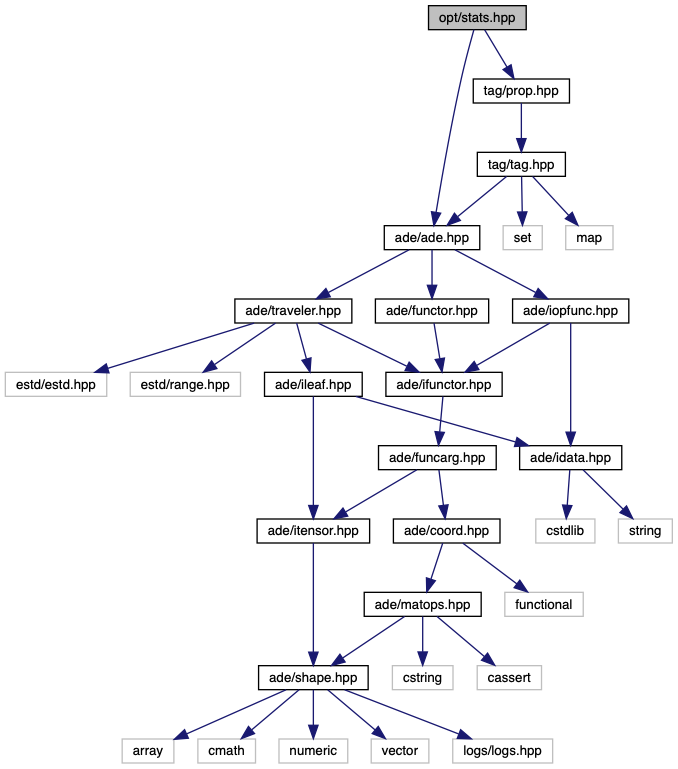 opt/stats.hpp
tag/prop.hpp
tag/tag.hpp
ade/ade.hpp
set
map
ade/traveler.hpp
ade/functor.hpp
ade/iopfunc.hpp
estd/estd.hpp
estd/range.hpp
ade/ileaf.hpp
ade/ifunctor.hpp
ade/funcarg.hpp
ade/idata.hpp
ade/itensor.hpp
ade/coord.hpp
cstdlib
string
ade/matops.hpp
functional
ade/shape.hpp
cstring
cassert
array
cmath
numeric
vector
logs/logs.hpp